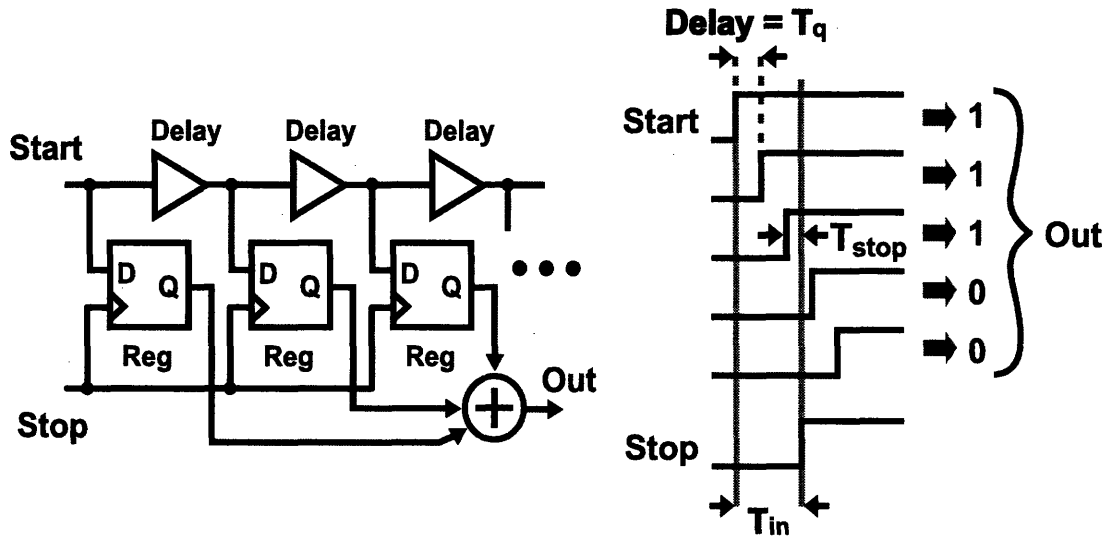 Start
Delay
Delay
Delay
D
Q
D
Q
D
Q
Reg
Reg
Reg
Stop
Out
Delay = Tq
Start
1
1
1
0
0
Out
Tstop
Stop
Tin